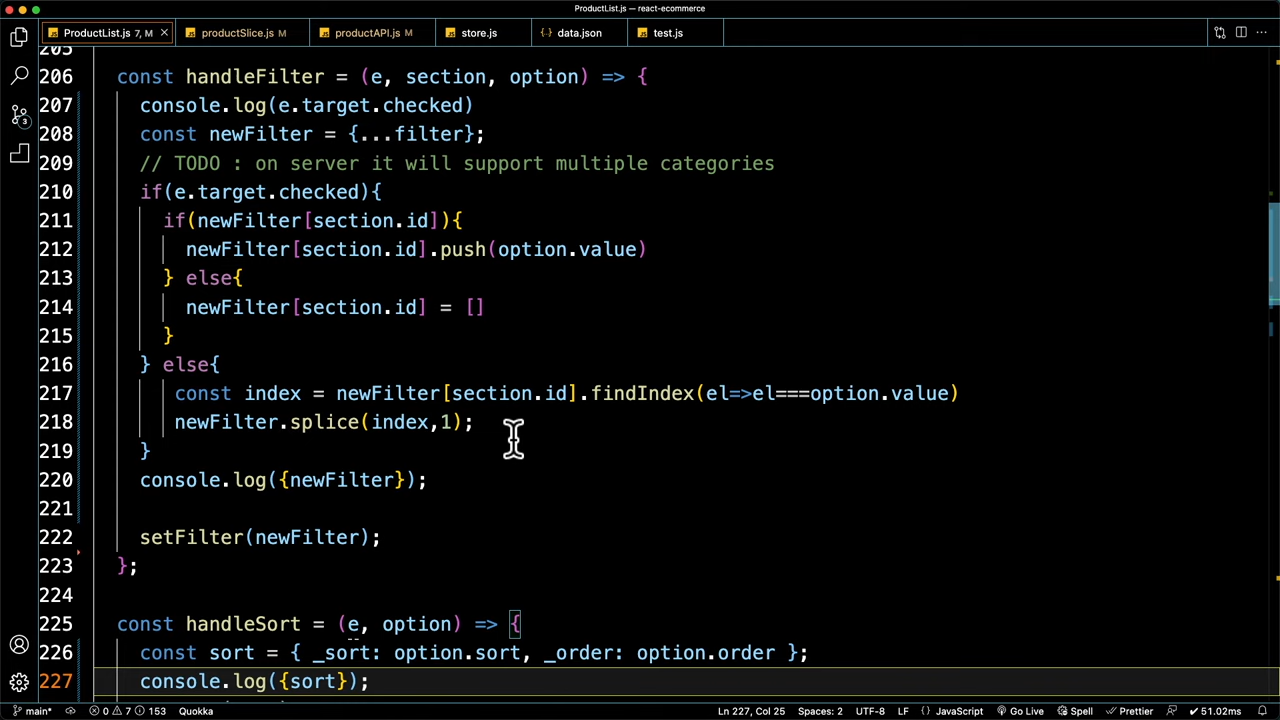 ProductList.js — react-ecommerce
ProductList.js 7, M productSlice.js M productAPI.js M store.js {..} data.json test.js
205
206 const handleFilter = (e, section, option) => {
207 console.log(e.target.checked)
208 const newFilter = {...filter};
209 // TODO : on server it will support multiple categories
210 if(e.target.checked){
211 if(newFilter[section.id]){
212 newFilter[section.id].push(option.value)
213 } else{
214 newFilter[section.id] = []
215 }
216 } else{
217 const index = newFilter[section.id].findIndex(el=>el===option.value)
218 newFilter.splice(index,1);
219 }
220 console.log({newFilter});
221
222 setFilter(newFilter);
223 };
224
225 const handleSort = (e, option) => {
226 const sort = { _sort: option.sort, _order: option.order };
227 console.log({sort});
3
main* 0 7 153 Quokka Ln 227, Col 25 Spaces: 2 UTF-8 LF {} JavaScript Go Live Spell Prettier 51.02ms